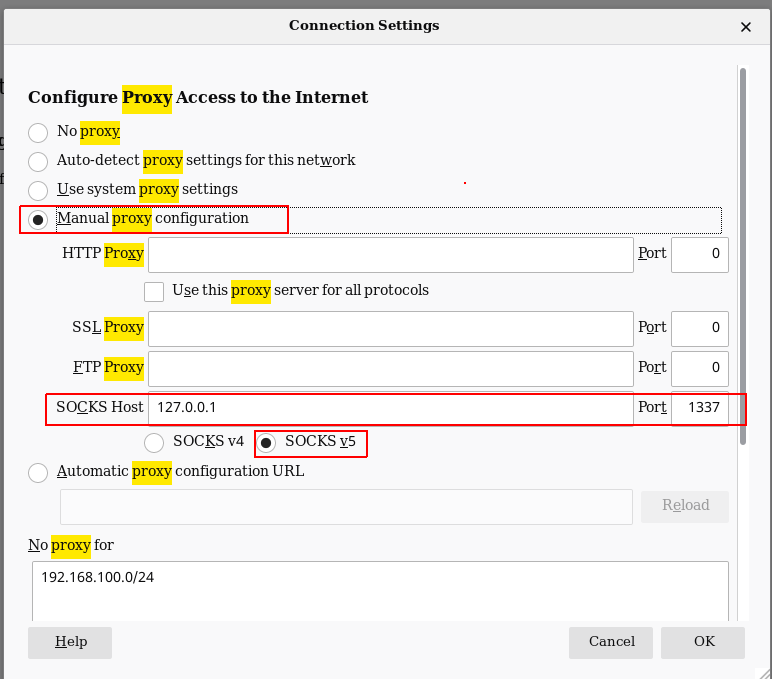 Connection Settings
Configure Proxy Access to the Internet
No proxy
Auto-detect proxy settings for this network
Use system proxy settings
Manual proxy configuration
HTTP Proxy Port 0
Use this proxy server for all protocols
SSL Proxy Port 0
FTP Proxy Port 0
SOCKS Host 127.0.0.1 Port 1337
SOCKS v4 SOCKS v5
Automatic proxy configuration URL
Reload
No proxy for
192.168.100.0/24
Help Cancel OK